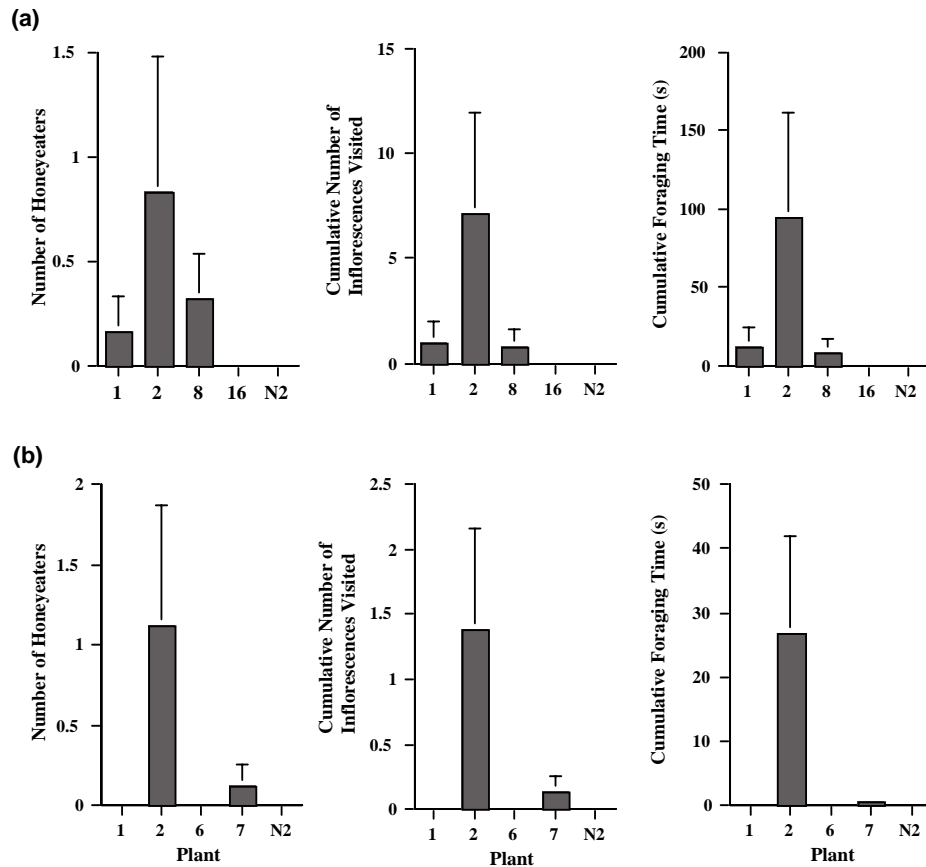 (a)
Number of Honeyeaters
1.5
1
0.5
0
1 2 8 16 N2
Cumulative Number of
Inflorescences Visited
15
10
5
0
1 2 8 16 N2
Cumulative Foraging Time (s)
200
150
100
50
0
1 2 8 16 N2
(b)
Number of Honeyeaters
2
1.5
1
0.5
0
1 2 6 7 N2
Plant
Cumulative Number of
Inflorescences Visited
2.5
2
1.5
1
0.5
0
1 2 6 7 N2
Plant
Cumulative Foraging Time (s)
50
40
30
20
10
0
1 2 6 7 N2
Plant